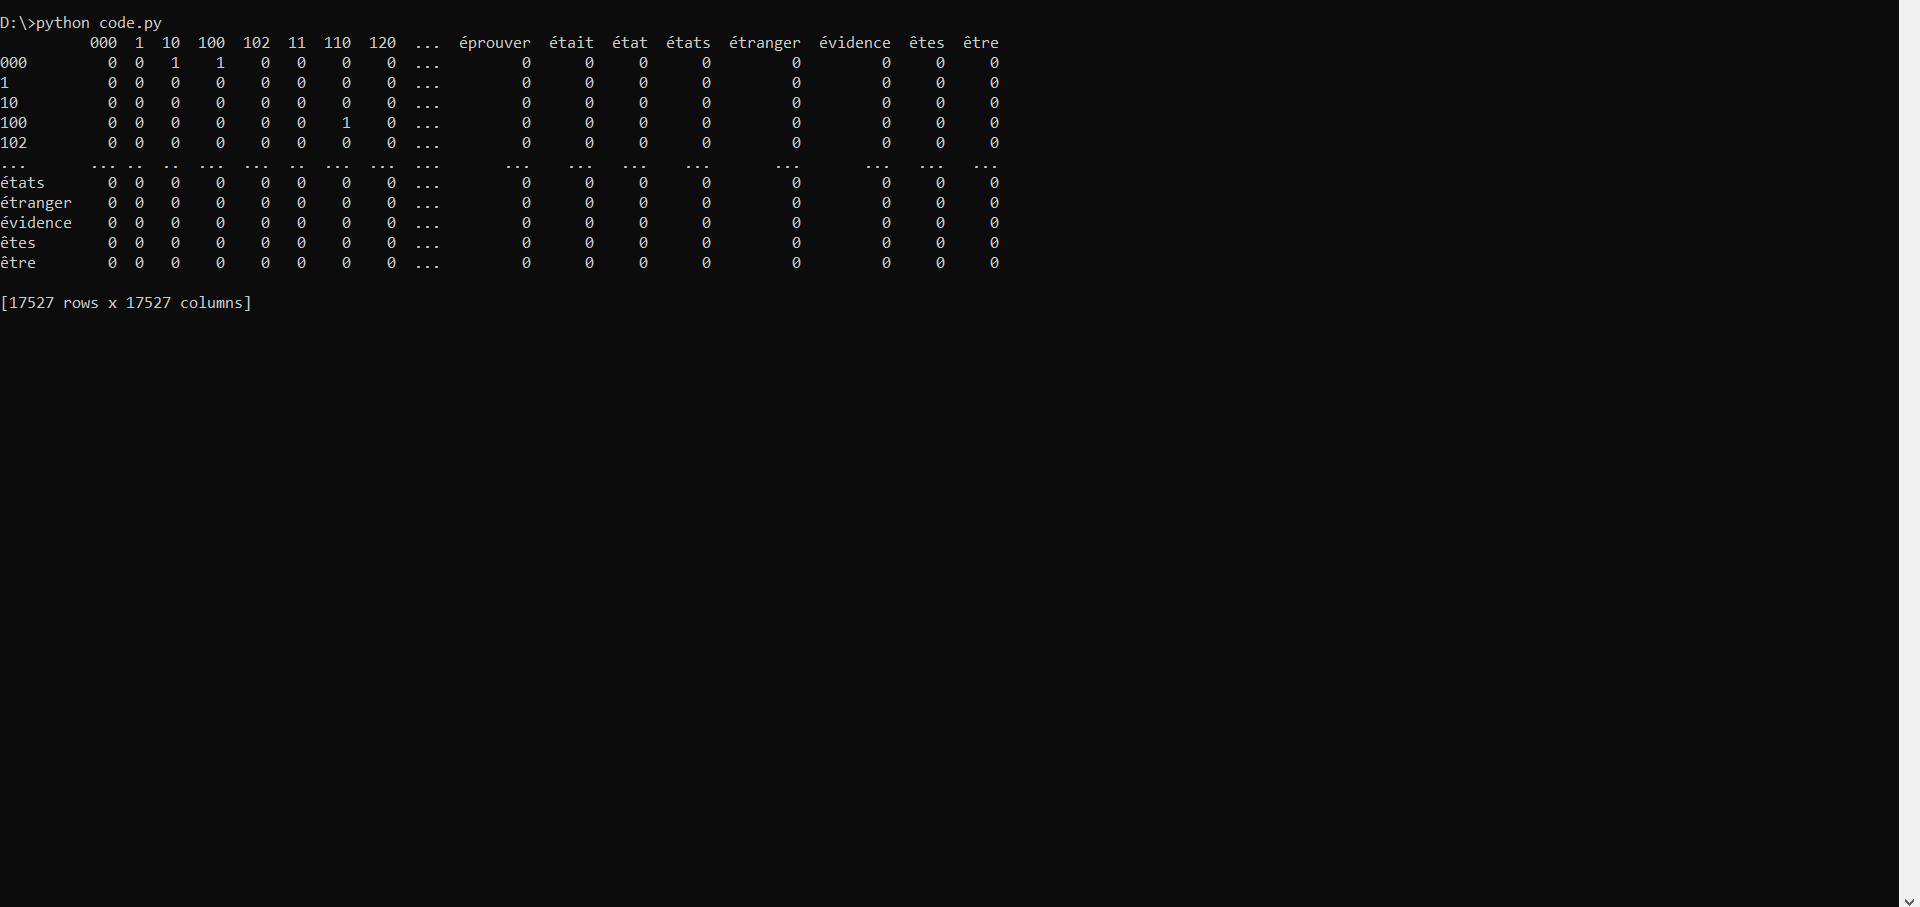 D:\>python code.py
000 1 10 100 102 11 110 120 ... éprouver était état états étranger évidence êtes être
000 0 0 1 1 0 0 0 0 ... 0 0 0 0 0 0 0 0
1 0 0 0 0 0 0 0 0 ... 0 0 0 0 0 0 0 0
10 0 0 0 0 0 0 0 0 ... 0 0 0 0 0 0 0 0
100 0 0 0 0 0 0 1 0 ... 0 0 0 0 0 0 0 0
102 0 0 0 0 0 0 0 0 ... 0 0 0 0 0 0 0 0
... ... .. .. ... ... .. ... ... ... ... ... ... ... ... ... ... ...
états 0 0 0 0 0 0 0 0 ... 0 0 0 0 0 0 0 0
étranger 0 0 0 0 0 0 0 0 ... 0 0 0 0 0 0 0 0
évidence 0 0 0 0 0 0 0 0 ... 0 0 0 0 0 0 0 0
êtes 0 0 0 0 0 0 0 0 ... 0 0 0 0 0 0 0 0
être 0 0 0 0 0 0 0 0 ... 0 0 0 0 0 0 0 0
[17527 rows x 17527 columns]